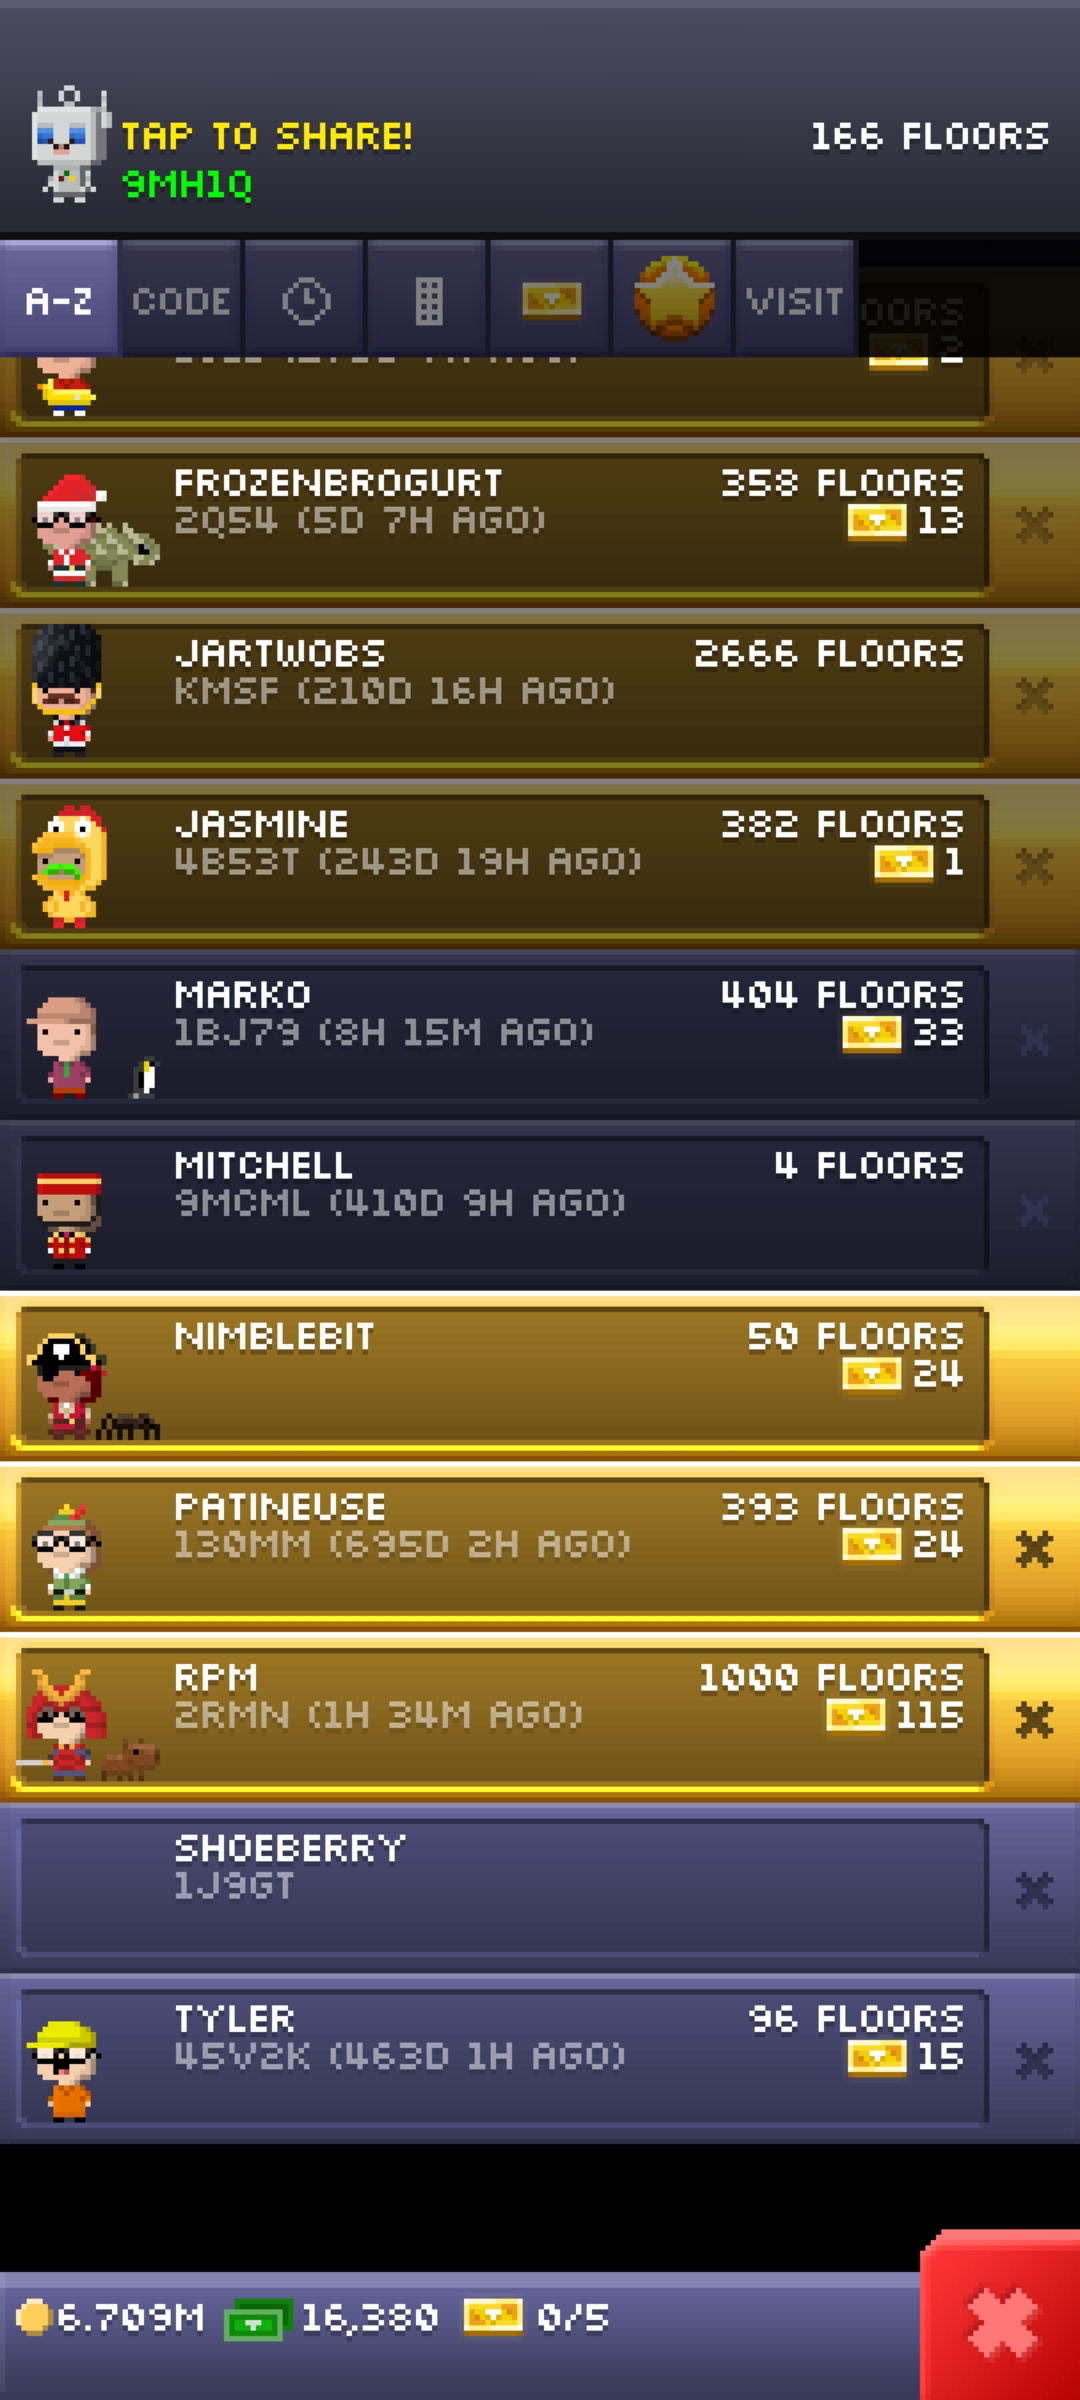 TAP TO SHARE!
166 FLOORS
9MH1Q
A-Z CODE VISIT
2
FROZENBROGURT 358 FLOORS
2Q54 (5D 7H AGO) 13
JARTWOBS 2666 FLOORS
KMSF (210D 16H AGO)
JASMINE 382 FLOORS
4B53T (243D 19H AGO) 1
MARKO 404 FLOORS
1BJ79 (8H 15M AGO) 33
MITCHELL 4 FLOORS
9MCML (410D 9H AGO)
NIMBLEBIT 50 FLOORS
24
PATINEUSE 393 FLOORS
130MM (695D 2H AGO) 24
RPM 1000 FLOORS
2RMN (1H 34M AGO) 115
SHOEBERRY
1J9GT
TYLER 96 FLOORS
45V2K (463D 1H AGO) 15
6.709M 16,380 0/5